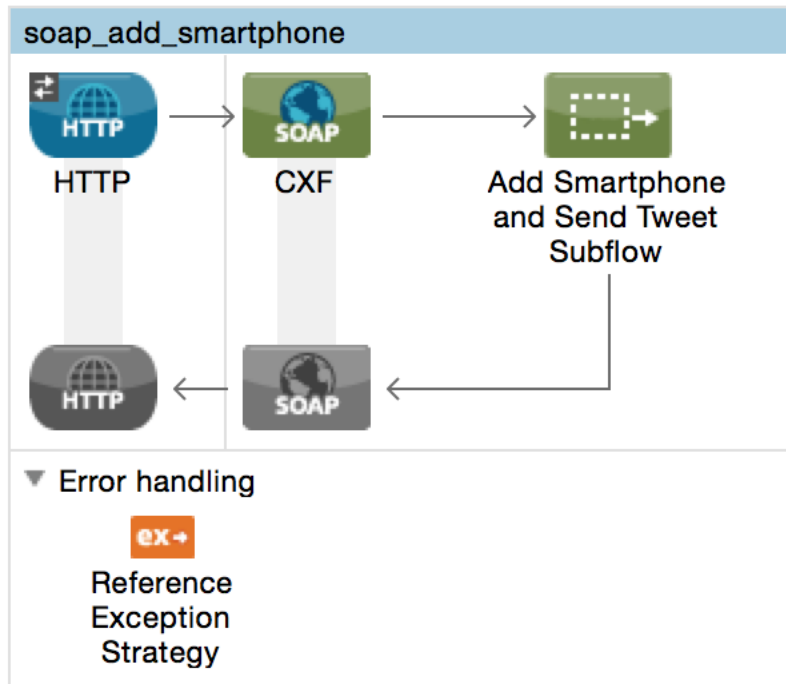 soap_add_smartphone
HTTP
SOAP
HTTP
CXF
Add Smartphone
and Send Tweet
Subflow
HTTP
SOAP
Error handling
ex
Reference
Exception
Strategy